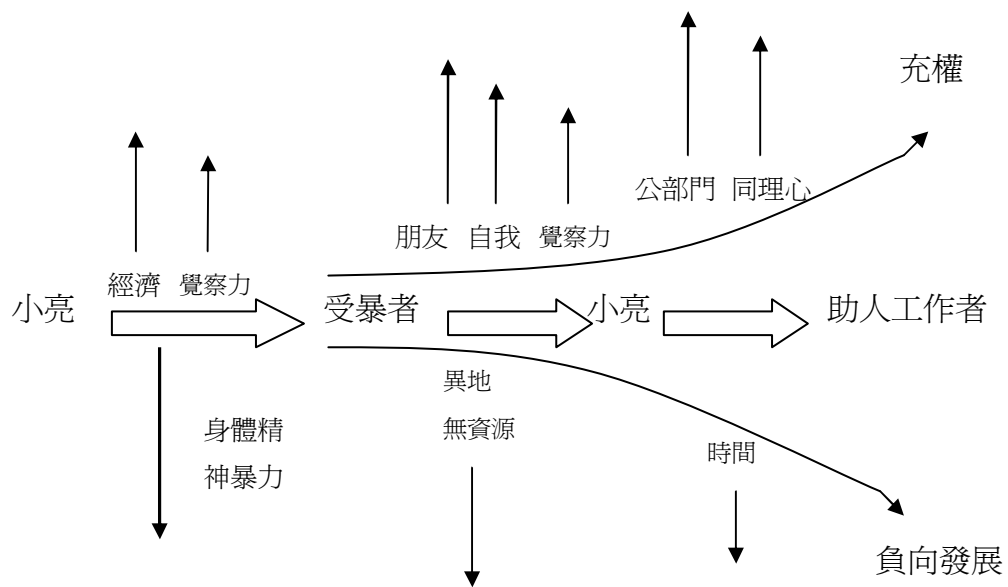 充權
公部門 同理心
朋友 自我 覺察力
經濟 覺察力
小亮 受暴者 小亮 助人工作者
異地
無資源
身體精
神暴力
時間
負向發展